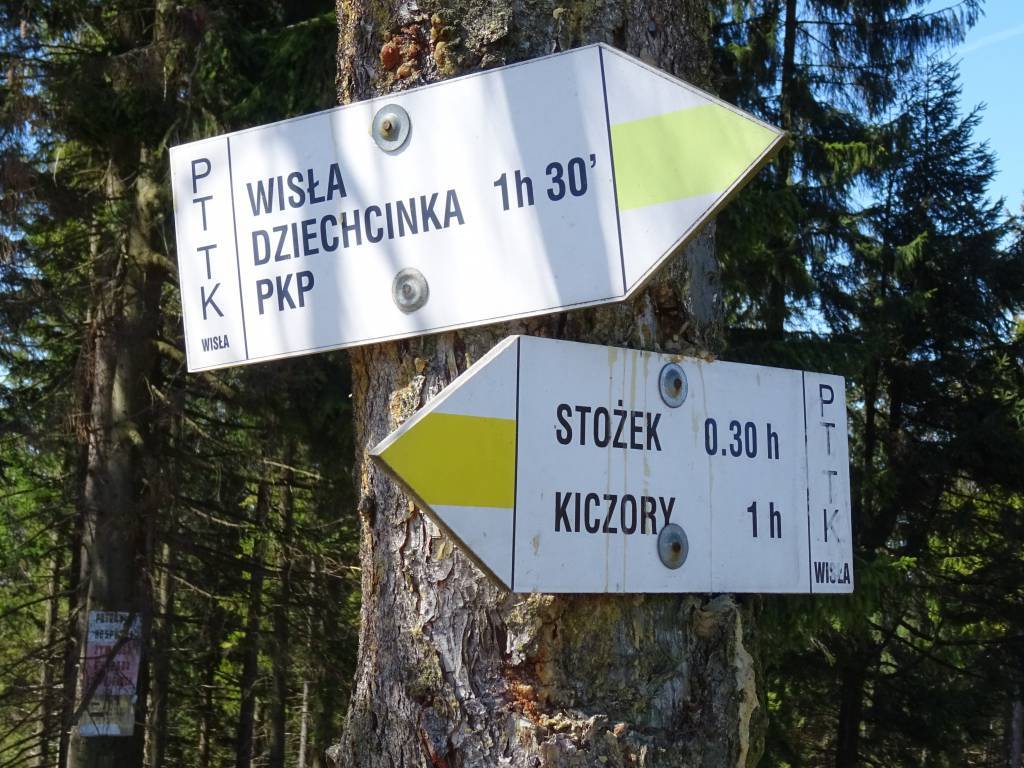 PTTK
WISŁA
WISŁA
DZIECHCINKA 1h 30’
PKP
STOŻEK 0.30 h
KICZORY 1 h
PTTK
WISŁA